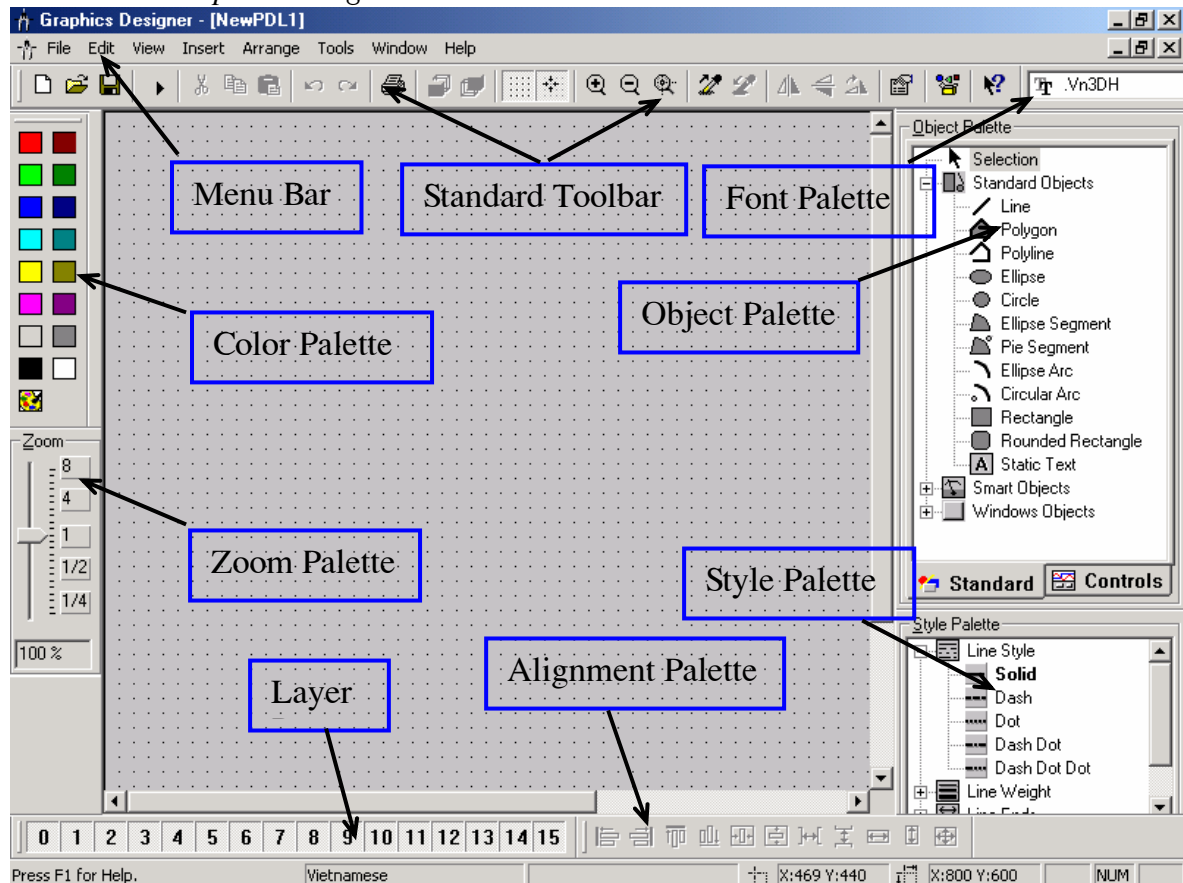 Graphics Designer - [NewPDL1]
File Edit View Insert Arrange Tools Window Help
.Vn3DH
Object Palette
Selection
Standard Objects
Line
Polygon
Polyline
Ellipse
Circle
Ellipse Segment
Pie Segment
Ellipse Arc
Circular Arc
Rectangle
Rounded Rectangle
A Static Text
Smart Objects
Windows Objects
Standard Controls
Menu Bar
Standard Toolbar
Font Palette
Object Palette
Color Palette
Zoom
8
4
1
1/2
1/4
100 %
Zoom Palette
Style Palette
Style Palette
Line Style
Solid
Dash
Dot
Dash Dot
Dash Dot Dot
Line Weight
Layer
Alignment Palette
0 1 2 3 4 5 6 7 8 9 10 11 12 13 14 15
Press F1 for Help. Vietnamese X:469 Y:440 X:800 Y:600 NUM